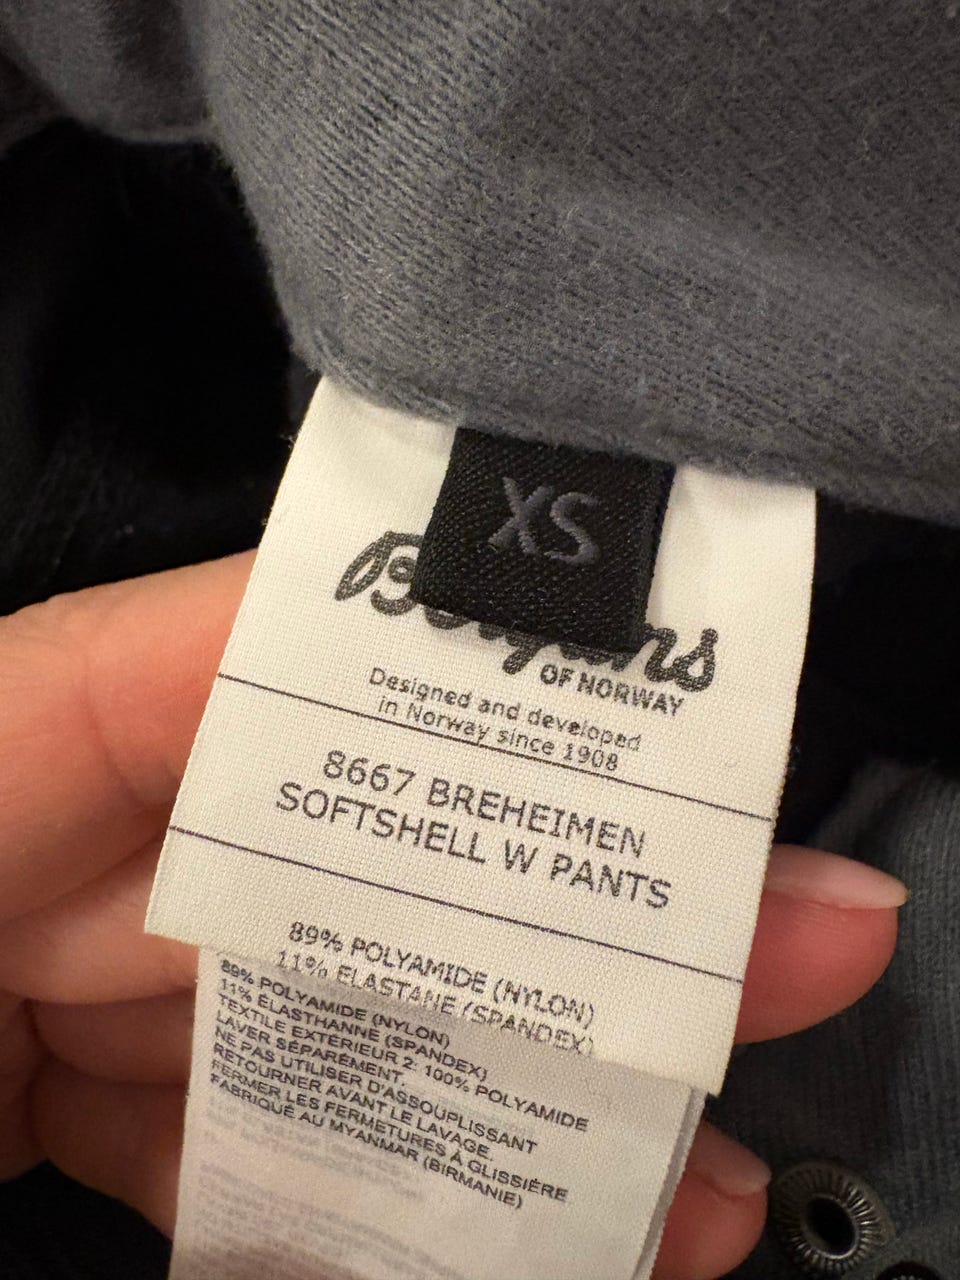 XS
Bergans
OF NORWAY
Designed and developed
in Norway since 1908
8667 BREHEIMEN
SOFTSHELL W PANTS
89% POLYAMIDE (NYLON)
11% ELASTANE (SPANDEX)
89% POLYAMIDE (NYLON)
11% ÉLASTHANNE (SPANDEX)
TEXTILE EXTÉRIEUR 2: 100% POLYAMIDE
LAVER SÉPARÉMENT.
NE PAS UTILISER D'ASSOUPLISSANT
RETOURNER AVANT LE LAVAGE.
FERMER LES FERMETURES À GLISSIÈRE
FABRIQUÉ AU MYANMAR (BIRMANIE)